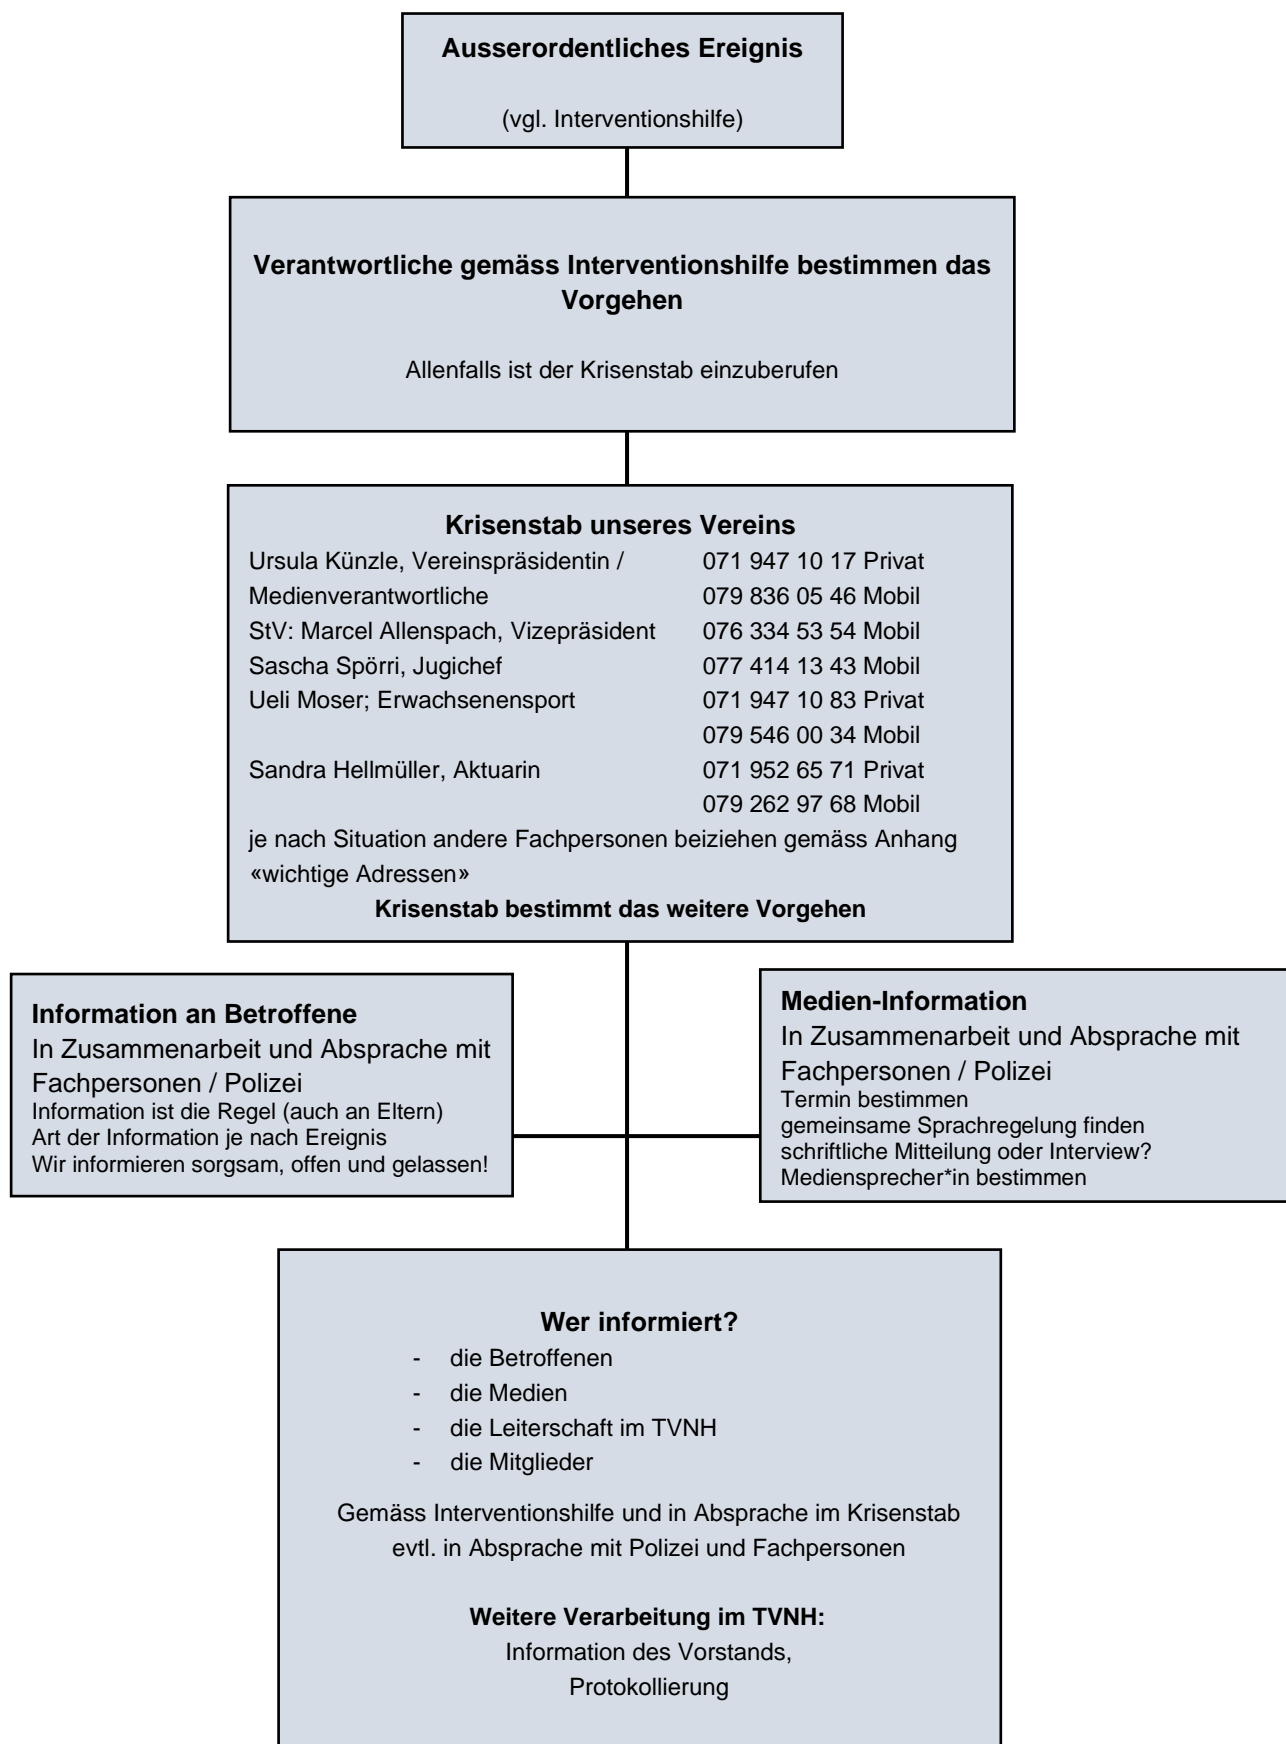 Ausserordentliches Ereignis
(vgl. Interventionshilfe)
Verantwortliche gemäss Interventionshilfe bestimmen das
Vorgehen
Allenfalls ist der Krisenstab einzuberufen
Krisenstab unseres Vereins
Ursula Künzle, Vereinspräsidentin / 071 947 10 17 Privat
Medienverantwortliche 079 836 05 46 Mobil
StV: Marcel Allenspach, Vizepräsident 076 334 53 54 Mobil
Sascha Spörri, Jugichef 077 414 13 43 Mobil
Ueli Moser; Erwachsenensport 071 947 10 83 Privat
079 546 00 34 Mobil
Sandra Hellmüller, Aktuarin 071 952 65 71 Privat
079 262 97 68 Mobil
je nach Situation andere Fachpersonen beiziehen gemäss Anhang
«wichtige Adressen»
Krisenstab bestimmt das weitere Vorgehen
Information an Betroffene
In Zusammenarbeit und Absprache mit
Fachpersonen / Polizei
Information ist die Regel (auch an Eltern)
Art der Information je nach Ereignis
Wir informieren sorgsam, offen und gelassen!
Medien-Information
In Zusammenarbeit und Absprache mit
Fachpersonen / Polizei
Termin bestimmen
gemeinsame Sprachregelung finden
schriftliche Mitteilung oder Interview?
Mediensprecher*in bestimmen
Wer informiert?
- die Betroffenen
- die Medien
- die Leiterschaft im TVNH
- die Mitglieder
Gemäss Interventionshilfe und in Absprache im Krisenstab
evtl. in Absprache mit Polizei und Fachpersonen
Weitere Verarbeitung im TVNH:
Information des Vorstands,
Protokollierung